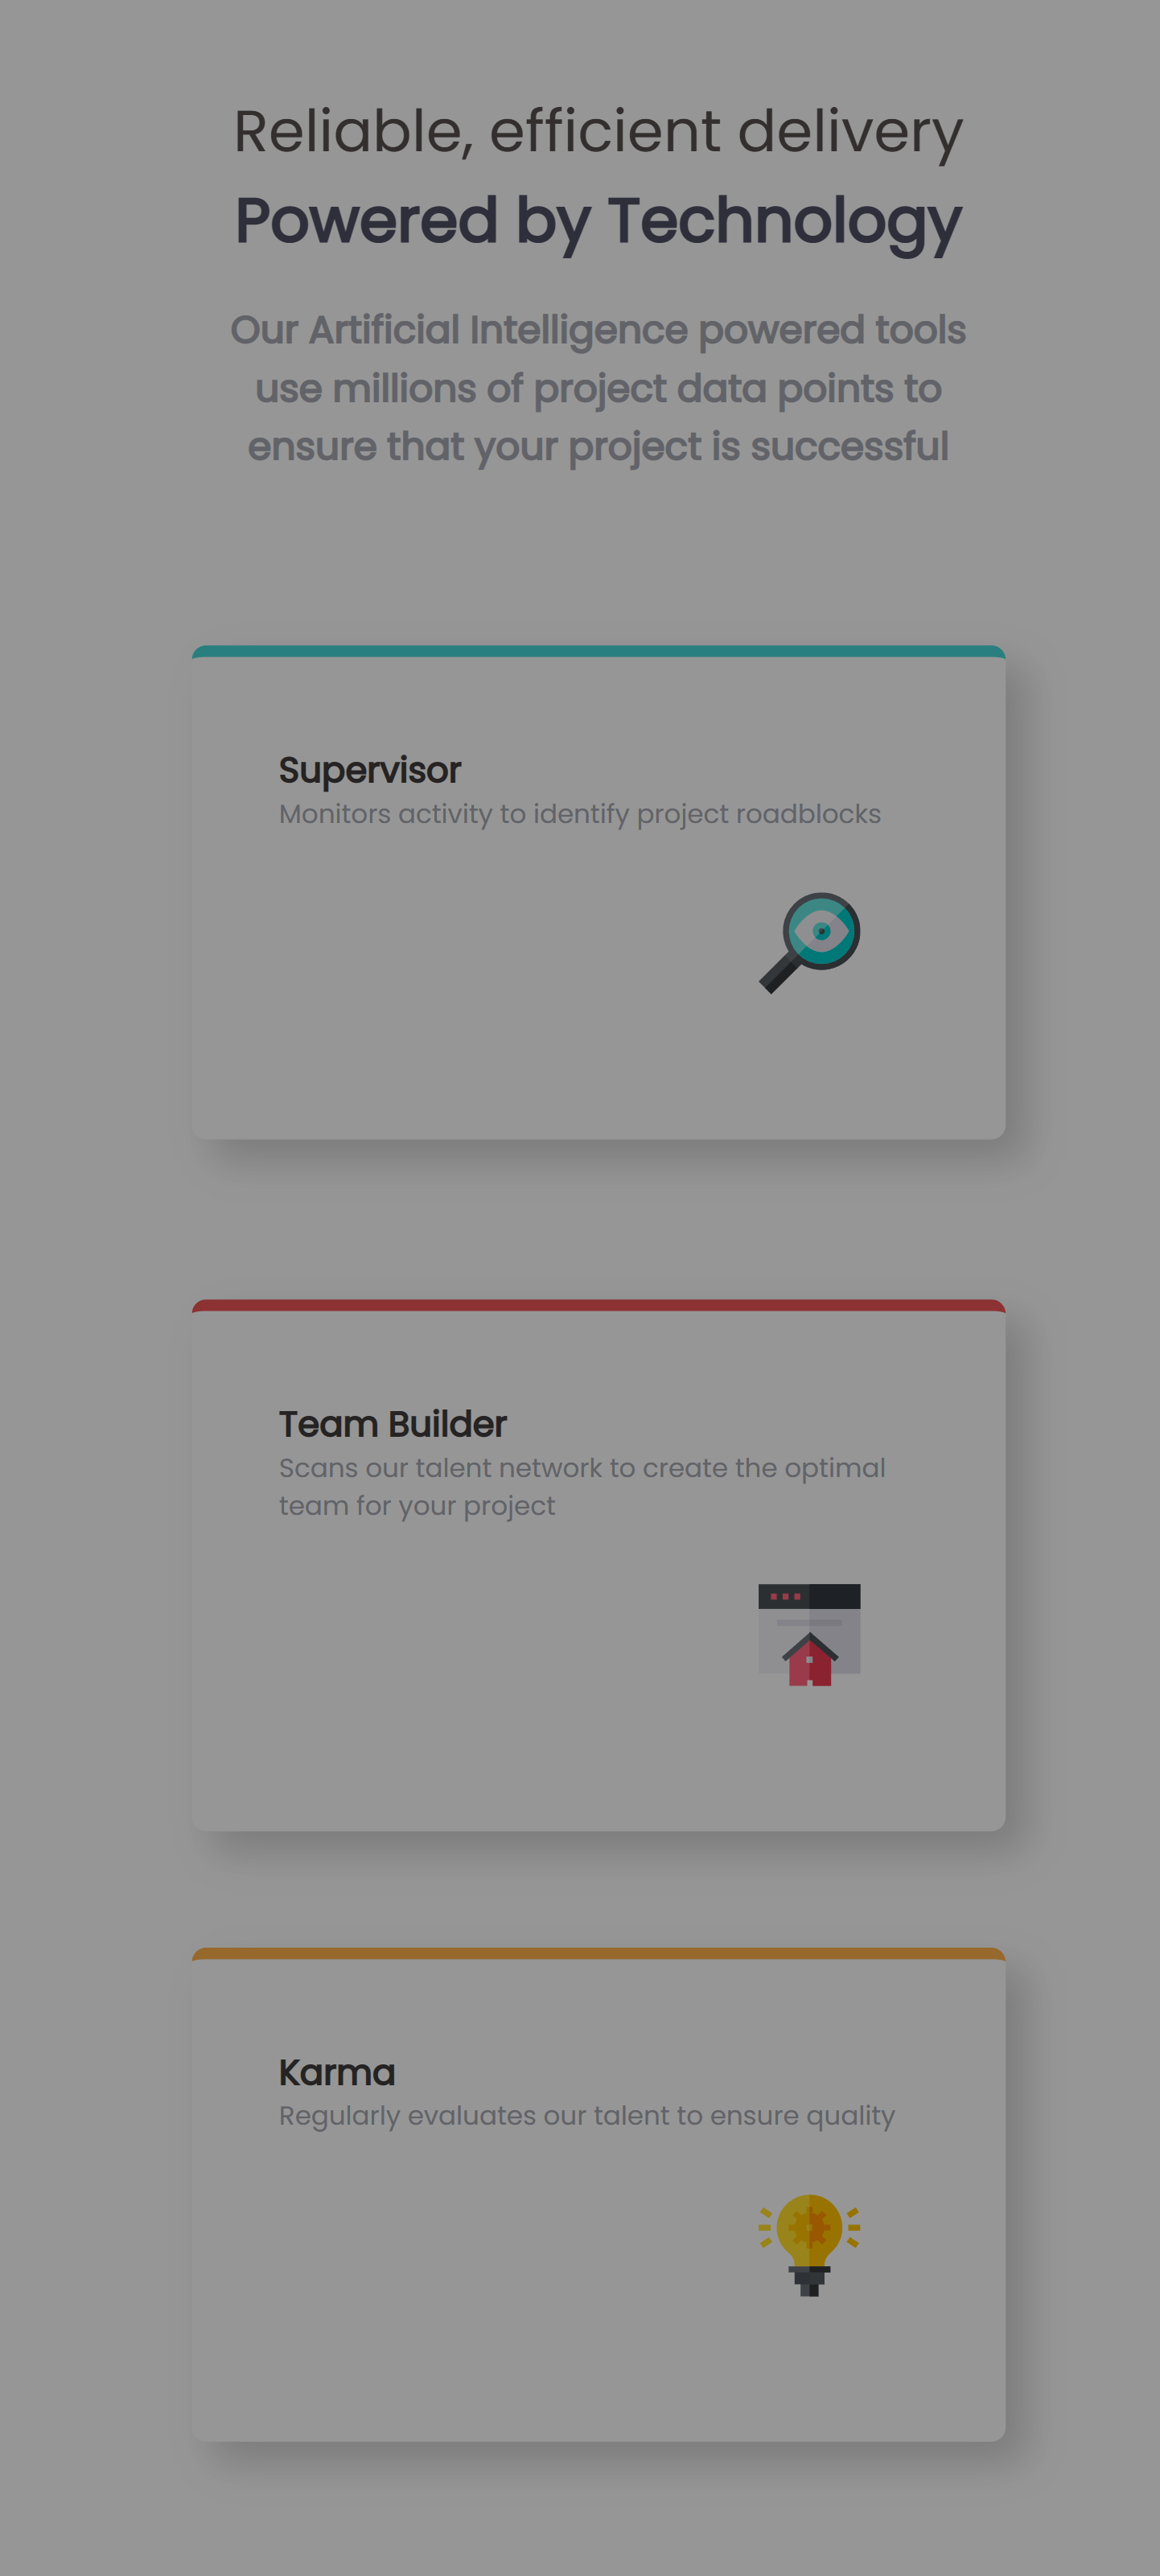 Reliable, efficient delivery
Powered by Technology
Our Artificial Intelligence powered tools
use millions of project data points to
ensure that your project is successful
Supervisor
Monitors activity to identify project roadblocks
Team Builder
Scans our talent network to create the optimal
team for your project
Karma
Regularly evaluates our talent to ensure quality